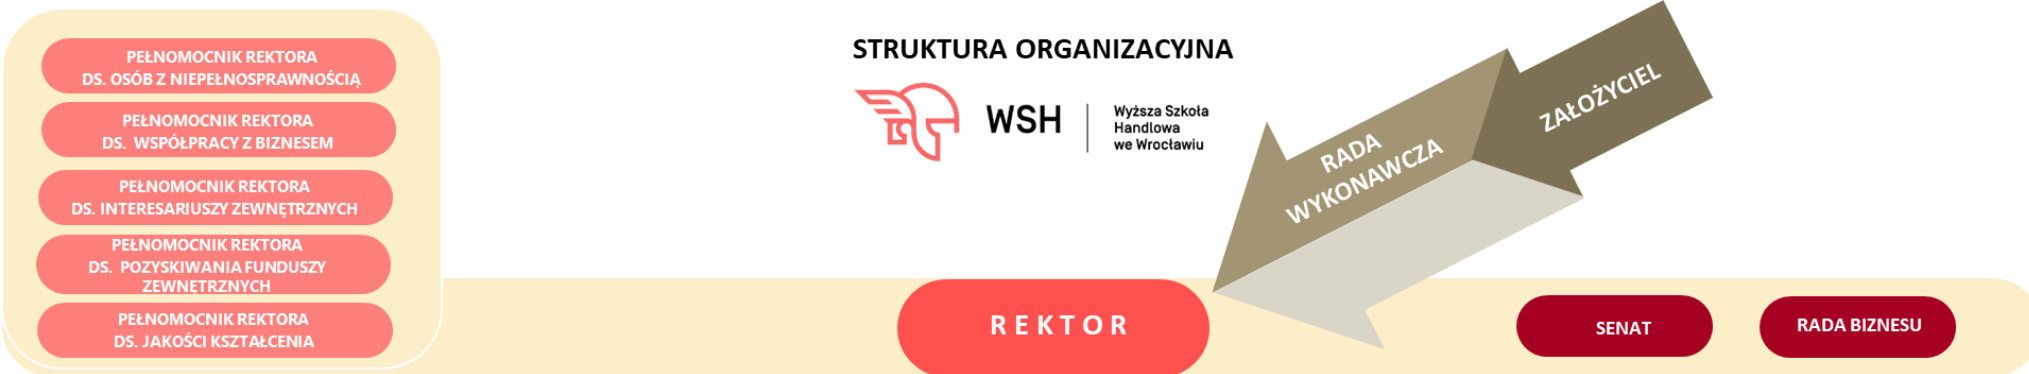 PEŁNOMOCNIK REKTORA
DS. OSÓB Z NIEPEŁNOSPRAWNOŚCIĄ
PEŁNOMOCNIK REKTORA
DS. WSPÓŁPRACY Z BIZNESEM
PEŁNOMOCNIK REKTORA
DS. INTERESARIUSZY ZEWNĘTRZNYCH
PEŁNOMOCNIK REKTORA
DS. POZYSKIWANIA FUNDUSZY
ZEWNĘTRZNYCH
PEŁNOMOCNIK REKTORA
DS. JAKOŚCI KSZTAŁCENIA
STRUKTURA ORGANIZACYJNA
WSH
Wyższa Szkoła
Handlowa
we Wrocławiu
ZAŁOŻYCIEL
RADA
WYKONAWCZA
REKTOR
SENAT
RADA BIZNESU